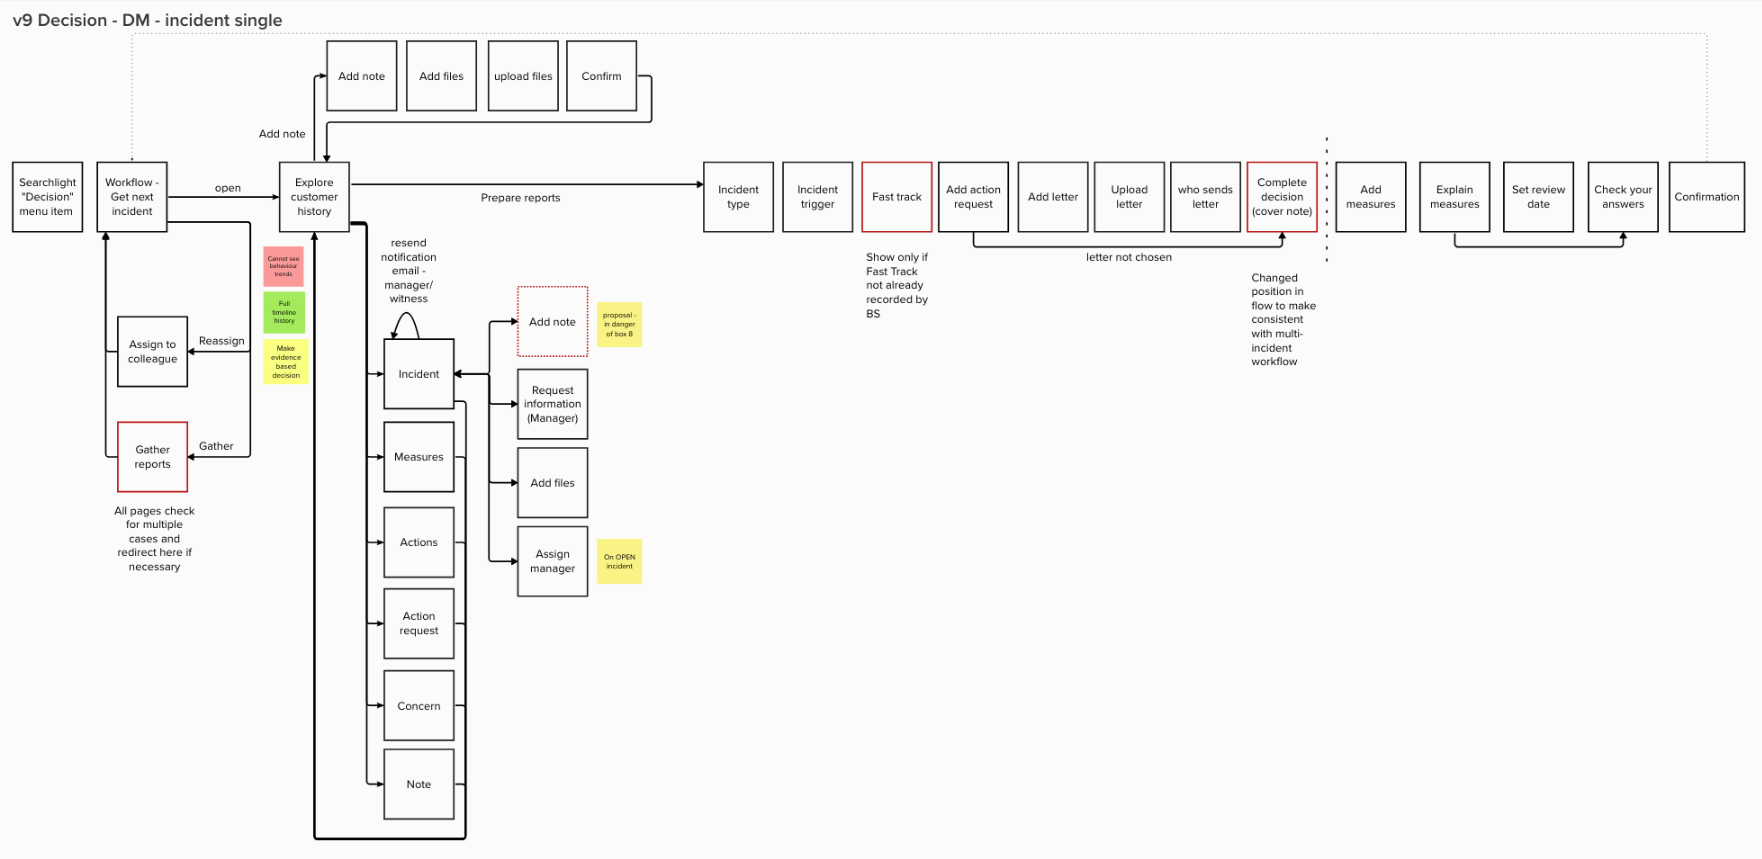 v9 Decision - DM - incident single
Add note
Add files
upload files
Confirm
Add note
Searchlight
"Decision"
menu item
Workflow -
Get next
incident
open
Explore
customer
history
Prepare reports
Incident
type
Incident
trigger
Fast track
Add action
request
Add letter
Upload
letter
who sends
letter
Complete
decision
(cover note)
Add
measures
Explain
measures
Set review
date
Check your
answers
Confirmation
letter not chosen
Show only if
Fast Track
not already
recorded by
BS
Changed
position in
flow to make
consistent
with multi-
incident
workflow
Cannot see
behaviour
trends
Full
timeline
history
Make
evidence
based
decision
resend
notification
email -
manager/
witness
Assign to
colleague
Reassign
Gather
reports
Gather
All pages check
for multiple
cases and
redirect here if
necessary
Incident
Measures
Actions
Action
request
Concern
Note
Add note
proposal -
in danger
of box 8
Request
information
(Manager)
Add files
Assign
manager
On OPEN
incident